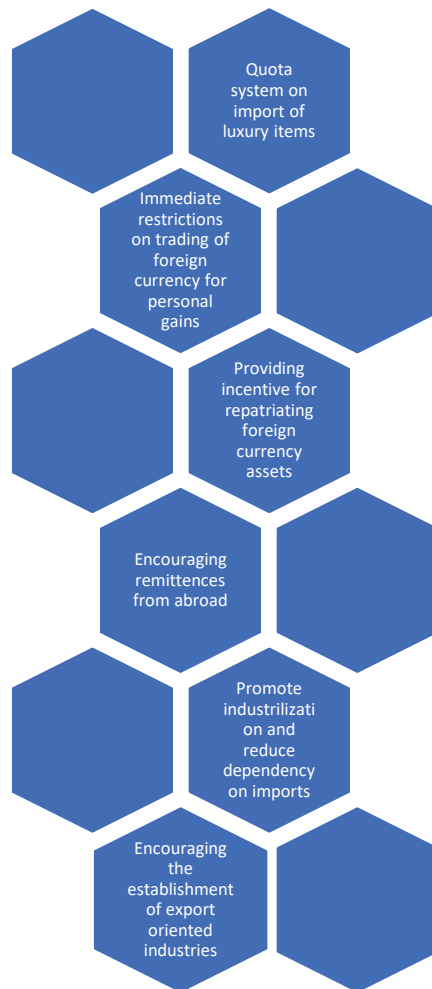 Quota
system on
import of
luxury items
Immediate
restrictions
on trading of
foreign
currency for
personal
gains
Providing
incentive for
repatriating
foreign
currency
assets
Encouraging
remittences
from abroad
Promote
industrilizati
on and
reduce
dependency
on imports
Encouraging
the
establishment
of export
oriented
industries